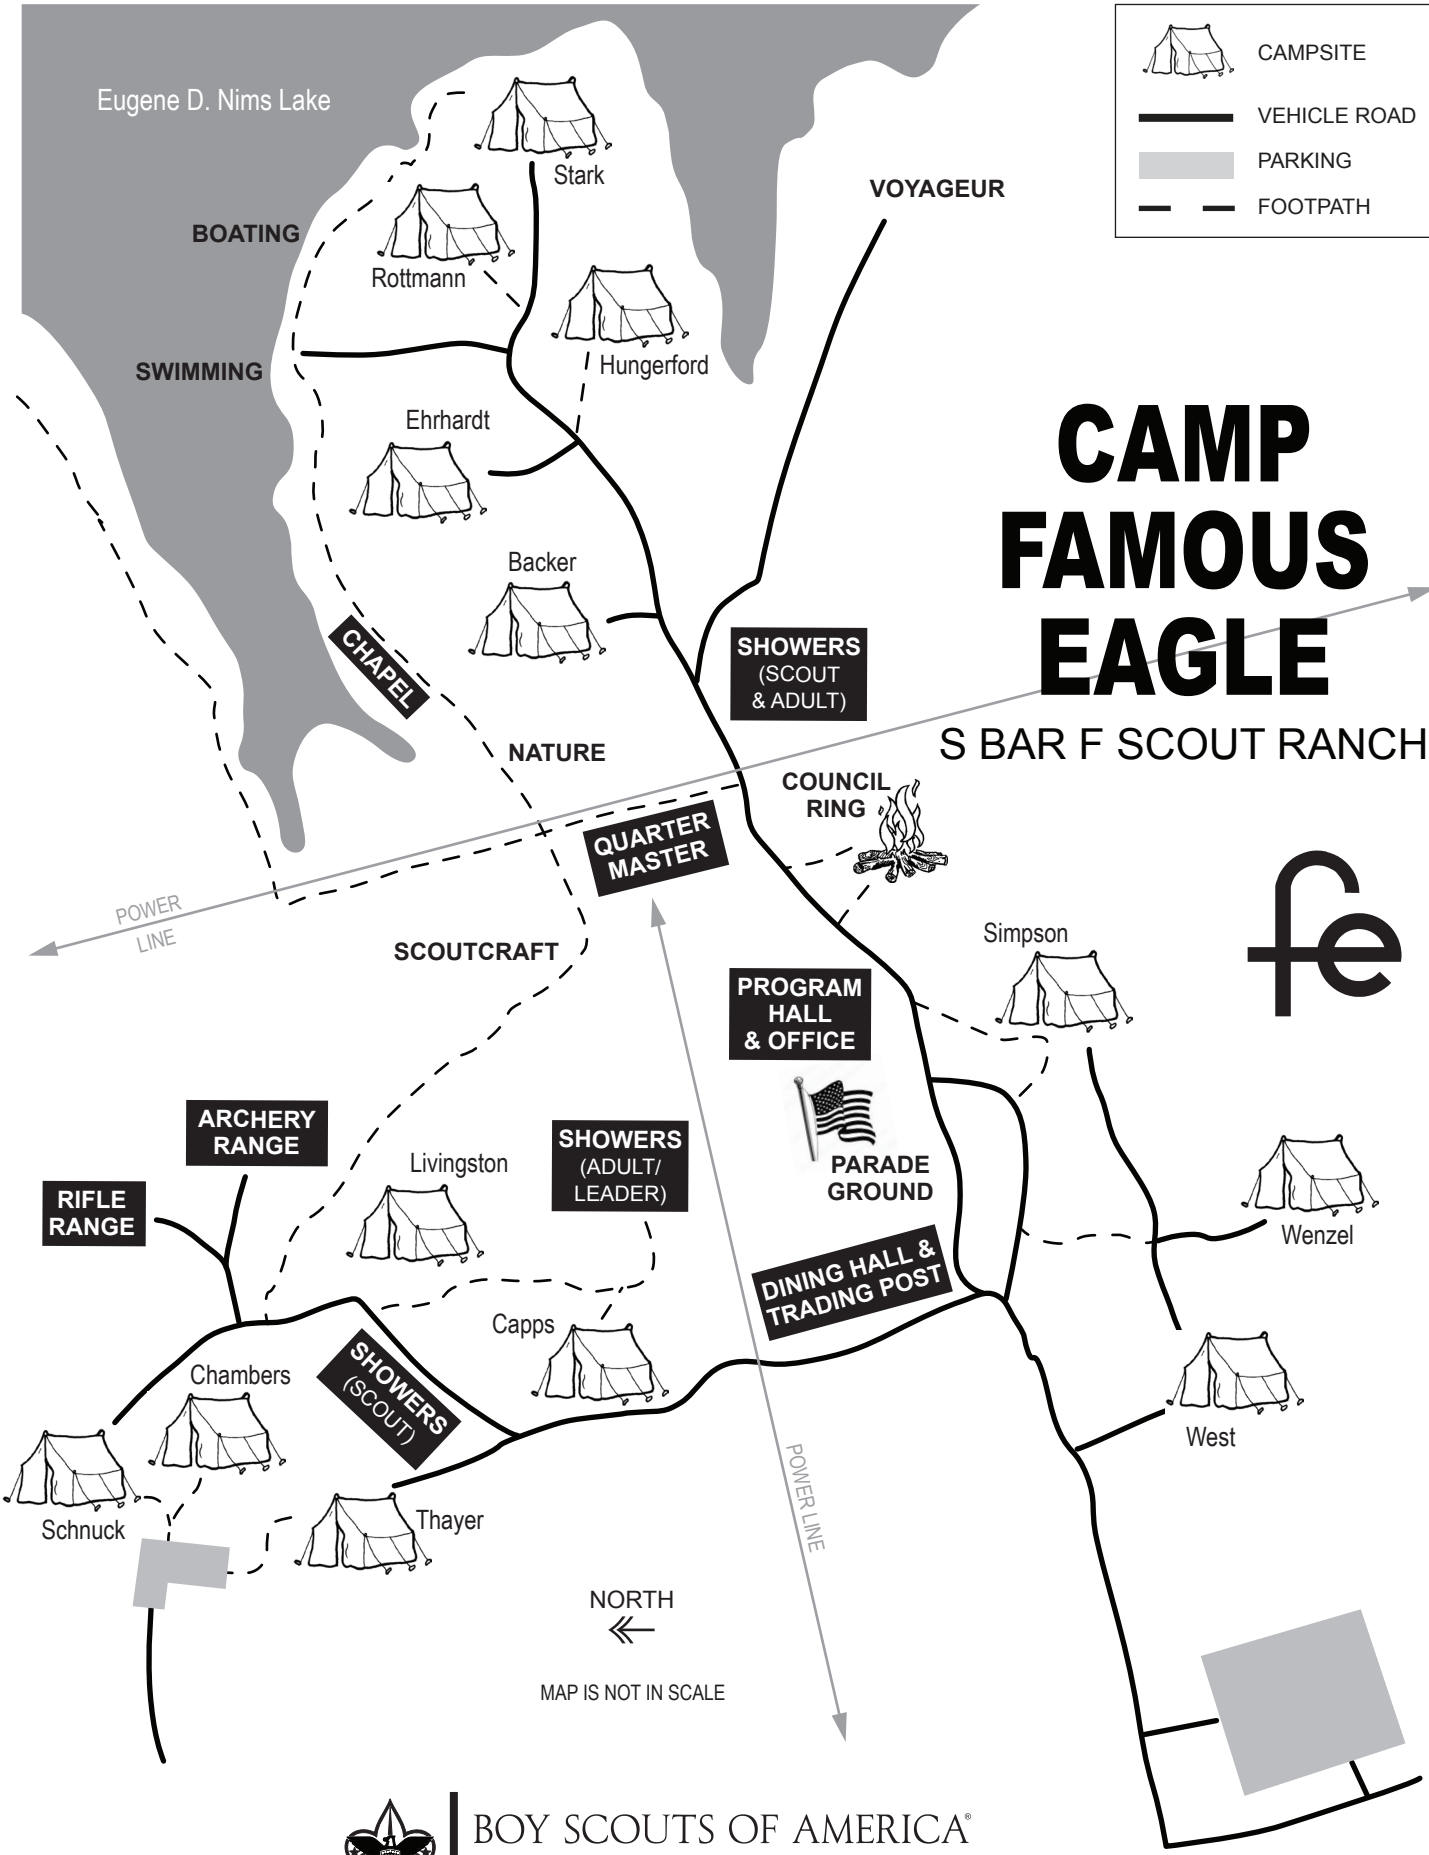 CAMPSITE
VEHICLE ROAD
PARKING
FOOTPATH
Eugene D. Nims Lake
Stark
VOYAGEUR
BOATING
Rottmann
Hungerford
SWIMMING
Ehrhardt
CAMP
FAMOUS
EAGLE
S BAR F SCOUT RANCH
Backer
CHAPEL
SHOWERS
(SCOUT
& ADULT)
NATURE
COUNCIL
RING
QUARTER
MASTER
POWER
LINE
SCOUTCRAFT
Simpson
fe
PROGRAM
HALL
& OFFICE
PARADE
GROUND
ARCHERY
RANGE
RIFLE
RANGE
Livingston
SHOWERS
(ADULT/
LEADER)
Wenzel
DINING HALL &
TRADING POST
Capps
SHOWERS
(SCOUT)
Chambers
West
Schnuck
Thayer
POWER LINE
NORTH
MAP IS NOT IN SCALE
BOY SCOUTS OF AMERICA®